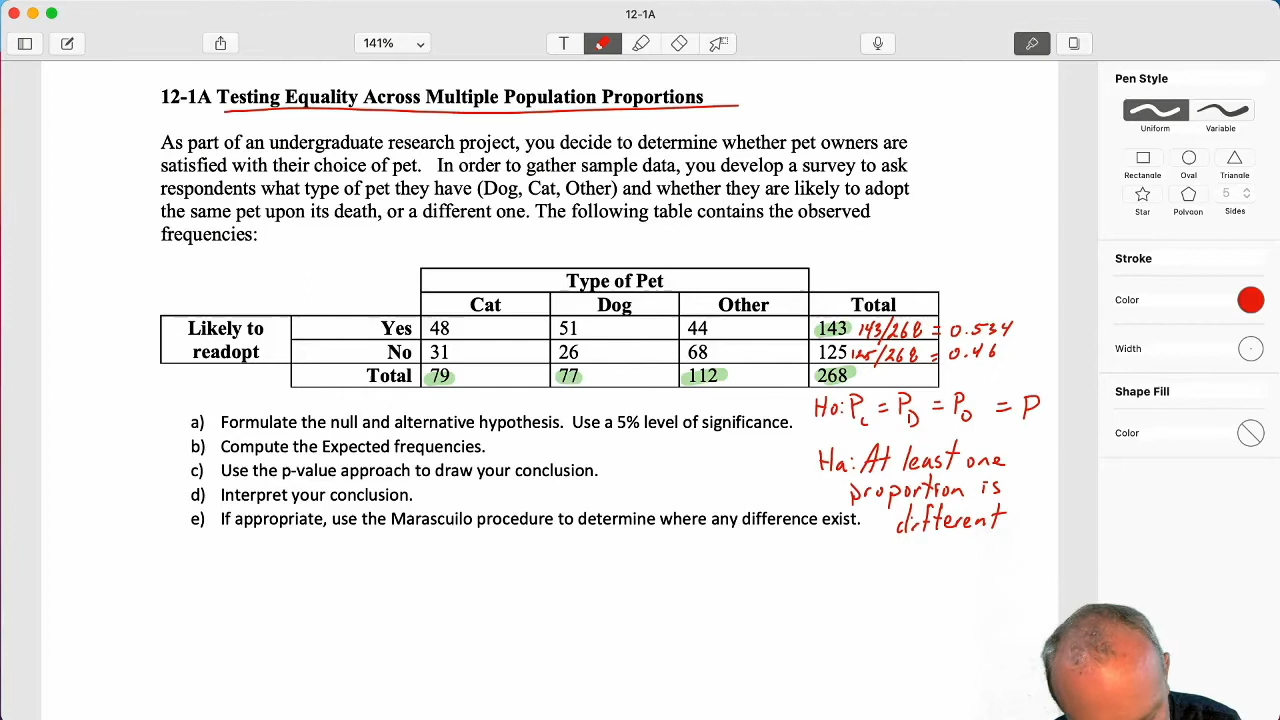 12-1A
141%
T
Pen Style
12-1A Testing Equality Across Multiple Population Proportions
Uniform Variable
As part of an undergraduate research project, you decide to determine whether pet owners are
satisfied with their choice of pet. In order to gather sample data, you develop a survey to ask
respondents what type of pet they have (Dog, Cat, Other) and whether they are likely to adopt
the same pet upon its death, or a different one. The following table contains the observed
frequencies:
Rectangle Oval Triangle
5
Star Polygon Sides
Stroke
Color
Width
Shape Fill
Color
Type of Pet
Cat Dog Other Total
Likely to readopt
Yes 48 51 44 143 143/268 = 0.534
No 31 26 68 125 125/268 = 0.46
Total 79 77 112 268
Ho: PC = PD = PO = P
a) Formulate the null and alternative hypothesis. Use a 5% level of significance.
b) Compute the Expected frequencies.
c) Use the p-value approach to draw your conclusion.
d) Interpret your conclusion.
e) If appropriate, use the Marascuilo procedure to determine where any difference exist.
Ha: At least one
proportion is
different